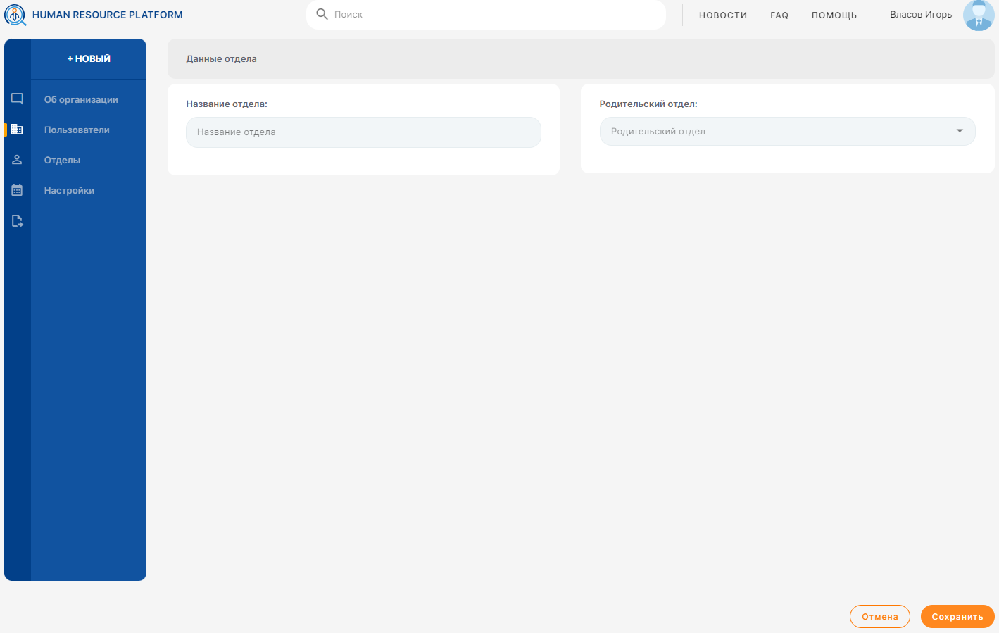 HUMAN RESOURCE PLATFORM
Поиск
НОВОСТИ
FAQ
ПОМОЩЬ
Власов Игорь
+ НОВЫЙ
Об организации
Пользователи
Отделы
Настройки
Данные отдела
Название отдела:
Название отдела
Родительский отдел:
Родительский отдел
Отмена
Сохранить